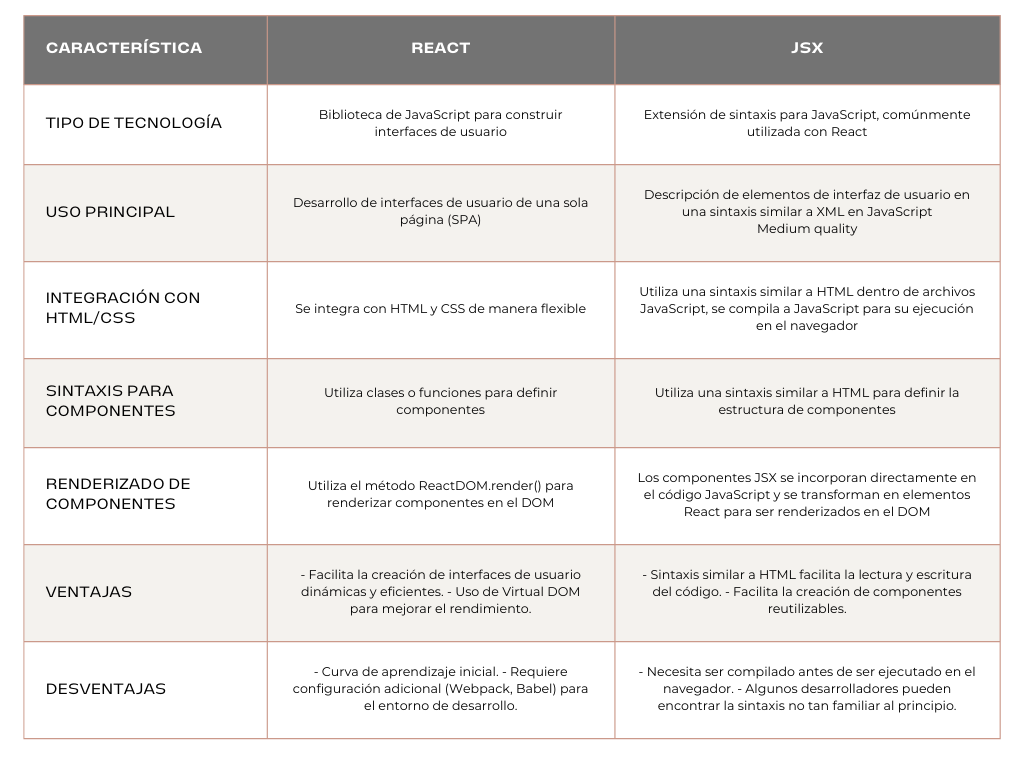 CARACTERÍSTICA
REACT
JSX
TIPO DE TECNOLOGÍA
Biblioteca de JavaScript para construir
interfaces de usuario
Extensión de sintaxis para JavaScript, comúnmente
utilizada con React
USO PRINCIPAL
Desarrollo de interfaces de usuario de una sola
página (SPA)
Descripción de elementos de interfaz de usuario en
una sintaxis similar a XML en JavaScript
Medium quality
INTEGRACIÓN CON
HTML/CSS
Se integra con HTML y CSS de manera flexible
Utiliza una sintaxis similar a HTML dentro de archivos
JavaScript, se compila a JavaScript para su ejecución
en el navegador
SINTAXIS PARA
COMPONENTES
Utiliza clases o funciones para definir
componentes
Utiliza una sintaxis similar a HTML para definir la
estructura de componentes
RENDERIZADO DE
COMPONENTES
Utiliza el método ReactDOM.render() para
renderizar componentes en el DOM
Los componentes JSX se incorporan directamente en
el código JavaScript y se transforman en elementos
React para ser renderizados en el DOM
VENTAJAS
- Facilita la creación de interfaces de usuario
dinámicas y eficientes. - Uso de Virtual DOM
para mejorar el rendimiento.
- Sintaxis similar a HTML facilita la lectura y escritura
del código. - Facilita la creación de componentes
reutilizables.
DESVENTAJAS
- Curva de aprendizaje inicial. - Requiere
configuración adicional (Webpack, Babel) para
el entorno de desarrollo.
- Necesita ser compilado antes de ser ejecutado en el
navegador. - Algunos desarrolladores pueden
encontrar la sintaxis no tan familiar al principio.